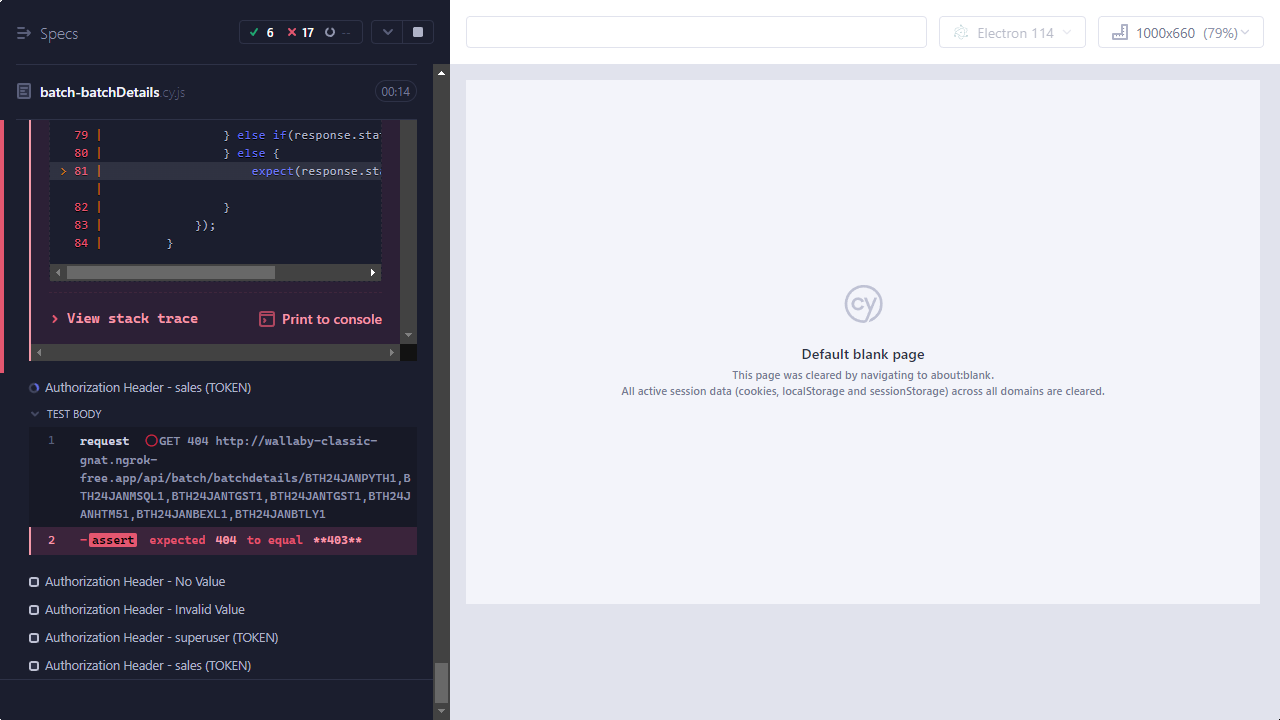 Specs
6
17
--
Electron 114
1000x660 (79%)
batch-batchDetails.cy.js
00:14
79 | } else if(response.stat
80 | } else {
> 81 | expect(response.sta
|
82 | }
83 | });
84 | }
> View stack trace
Print to console
Authorization Header - sales (TOKEN)
TEST BODY
1 request GET 404 http://wallaby-classic-
gnat.ngrok-
free.app/api/batch/batchdetails/BTH24JANPYTH1,B
TH24JANMSQL1,BTH24JANTGST1,BTH24JANTGST1,BTH24J
ANHTM51,BTH24JANBEXL1,BTH24JANBTLY1
2 -assert expected 404 to equal **403**
Authorization Header - No Value
Authorization Header - Invalid Value
Authorization Header - superuser (TOKEN)
Authorization Header - sales (TOKEN)
cy
Default blank page
This page was cleared by navigating to about:blank.
All active session data (cookies, localStorage and sessionStorage) across all domains are cleared.